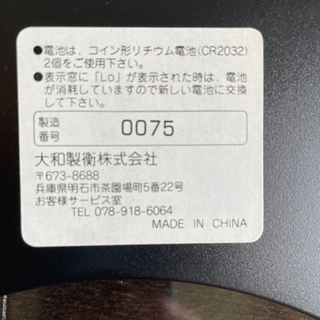 ●電池は、コイン形リチウム電池(CR2032)
2個をご使用下さい。
●表示窓に「Lo」が表示された時は、電池
が消耗していますので新しい電池に交換
して下さい。
製造
番号 0075
大和製衡株式会社
〒673-8688
兵庫県明石市茶園場町5番22号
お客様サービス室
TEL 078-918-6064
MADE IN CHINA